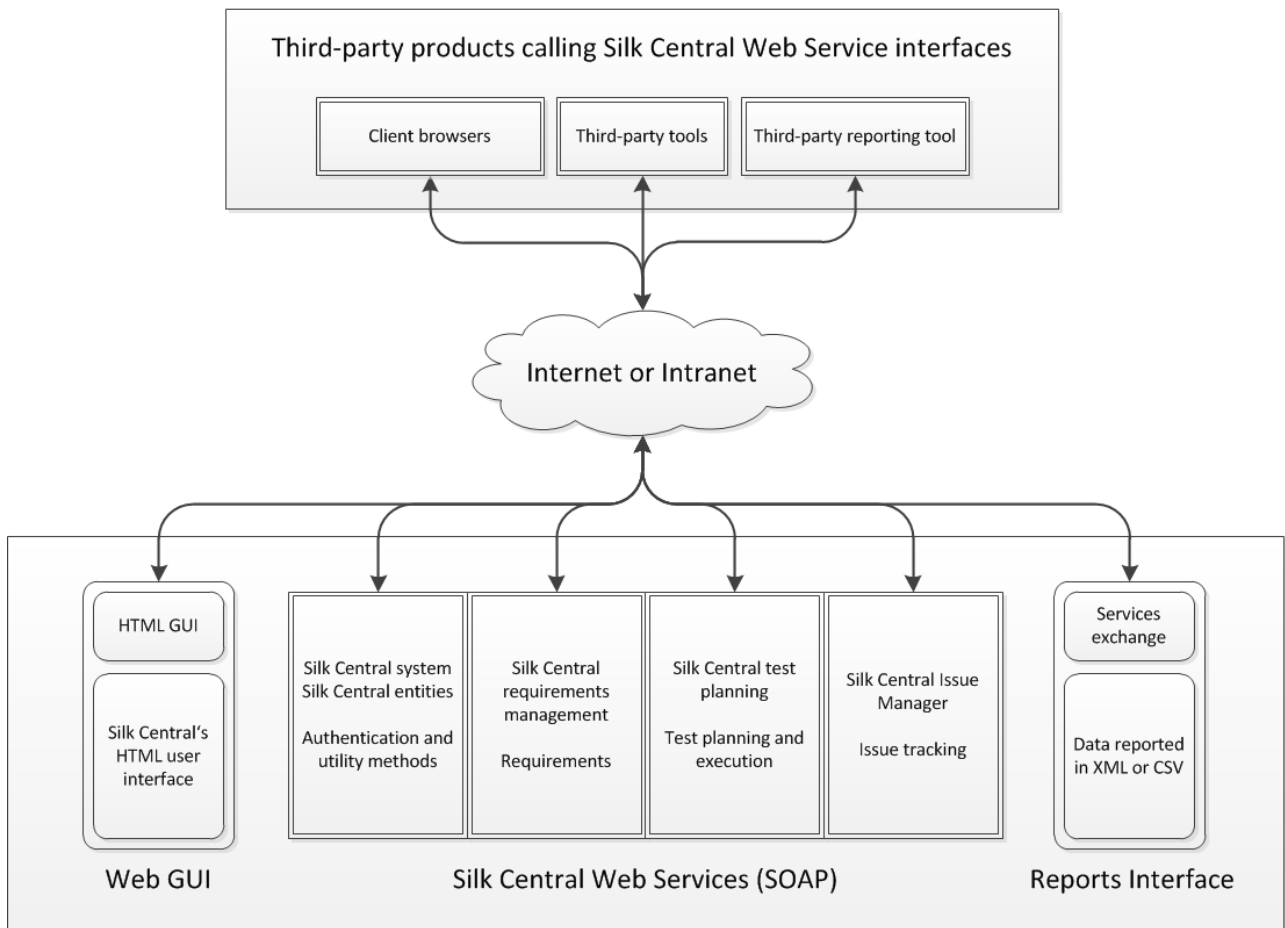 Third-party products calling Silk Central Web Service interfaces
Client browsers
Third-party tools
Third-party reporting tool
Internet or Intranet
HTML GUI
Silk Central‘s
HTML user
interface
Web GUI
Silk Central system
Silk Central entities
Authentication and
utility methods
Silk Central
requirements
management
Requirements
Silk Central test
planning
Test planning and
execution
Silk Central Issue
Manager
Issue tracking
Silk Central Web Services (SOAP)
Services
exchange
Data reported
in XML or CSV
Reports Interface